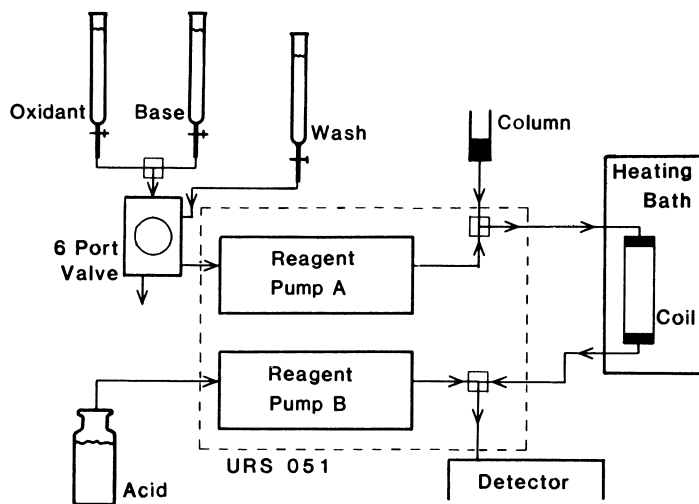 Oxidant
Base
Wash
Column
Heating
Bath
6 Port
Valve
Reagent
Pump A
Coil
Reagent
Pump B
URS 051
Acid
Detector